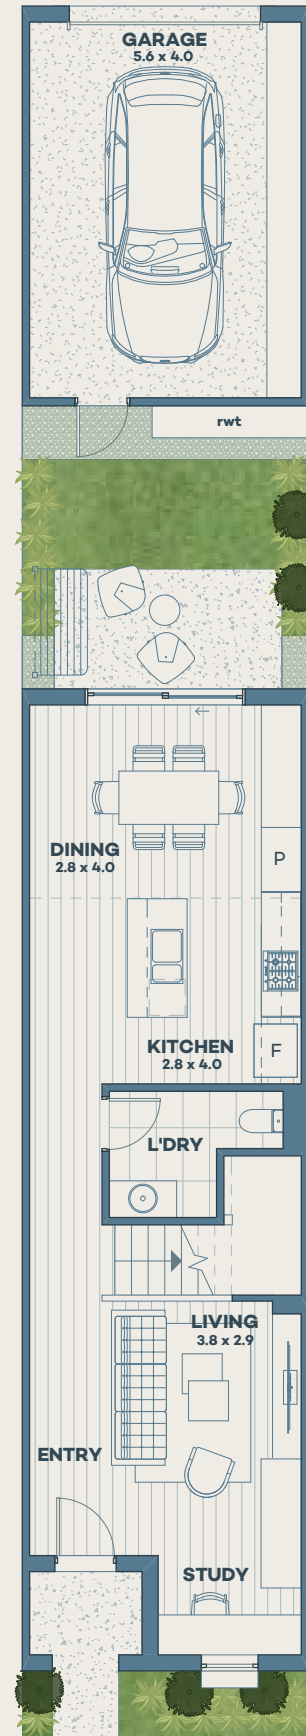 GARAGE
5.6 x 4.0
rwt
DINING
2.8 x 4.0
P
KITCHEN
2.8 x 4.0
F
L'DRY
LIVING
3.8 x 2.9
ENTRY
STUDY